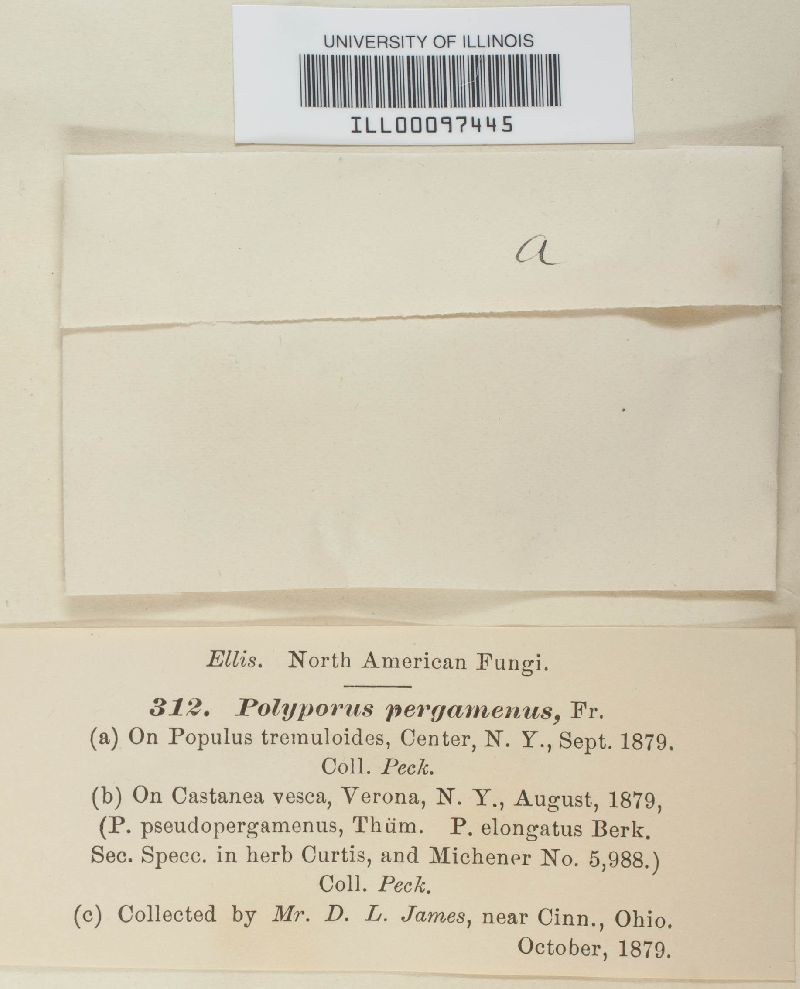 UNIVERSITY OF ILLINOIS
ILL00097445
a
Ellis. North American Fungi.
312. Polyporus pergamenus, Fr.
(a) On Populus tremuloides, Center, N. Y., Sept. 1879.
Coll. Peck.
(b) On Castanea vesca, Verona, N. Y., August, 1879,
(P. pseudopergamenus, Thüm. P. elongatus Berk.
Sec. Specc. in herb Curtis, and Michener No. 5,988.)
Coll. Peck.
(c) Collected by Mr. D. L. James, near Cinn., Ohio.
October, 1879.